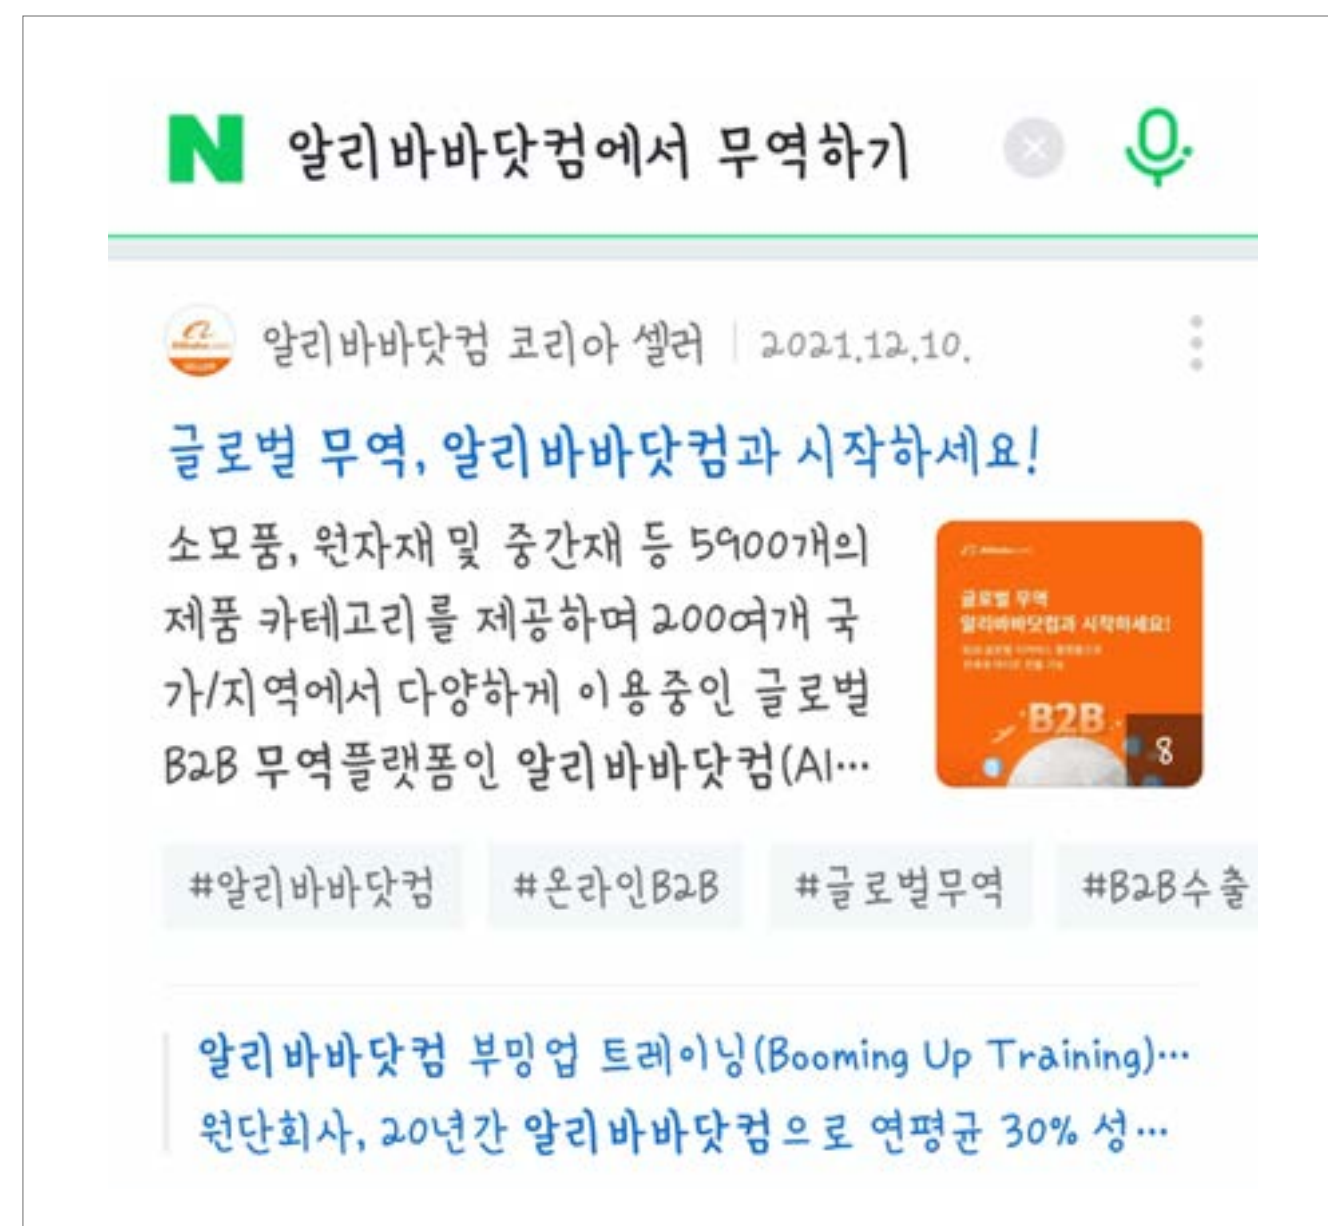 N 알리바바닷컴에서 무역하기
알리바바닷컴 코리아 셀러 | 2021.12.10.
글로벌 무역, 알리바바닷컴과 시작하세요!
소모품, 원자재 및 중간재 등 5900개의
제품 카테고리를 제공하며 200여개 국
가/지역에서 다양하게 이용중인 글로벌
B2B 무역플랫폼인 알리바바닷컴(Al...
글로벌 무역
알리바바닷컴과 시작하세요!
B2B
8
#알리바바닷컴 #온라인B2B #글로벌무역 #B2B수출
알리바바닷컴 부밍업 트레이닝(Booming Up Training)...
원단회사, 20년간 알리바바닷컴으로 연평균 30% 성...